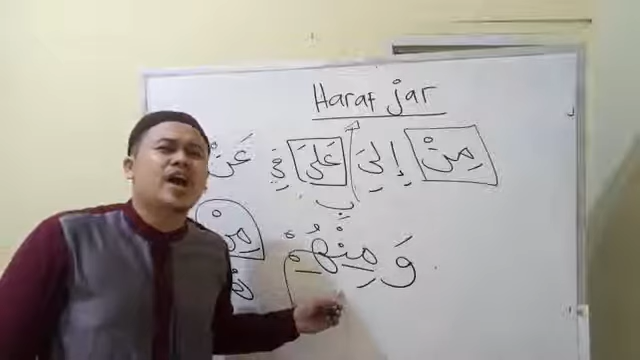 Haraf jar
مِنْ إِلَى عَلَى فِي عَنْ
بِ
وَ مِنْهُمْ مِنْ